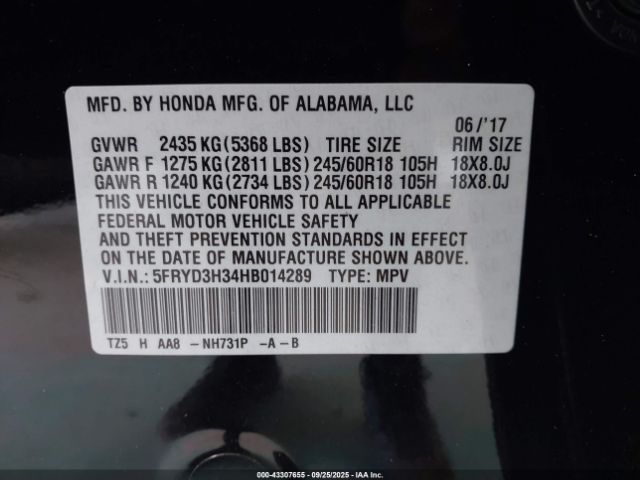 MFD. BY HONDA MFG. OF ALABAMA, LLC
06/'17
GVWR 2435 KG(5368 LBS) TIRE SIZE RIM SIZE
GAWR F 1275 KG(2811 LBS) 245/60R18 105H 18X8.0J
GAWR R 1240 KG(2734 LBS) 245/60R18 105H 18X8.0J
THIS VEHICLE CONFORMS TO ALL APPLICABLE
FEDERAL MOTOR VEHICLE SAFETY
AND THEFT PREVENTION STANDARDS IN EFFECT
ON THE DATE OF MANUFACTURE SHOWN ABOVE.
V.I.N.: 5FRYD3H34HB014289 TYPE: MPV
TZ5 H AA8 -NH731P -A-B
000-43307655 - 09/25/2025 - IAA Inc.